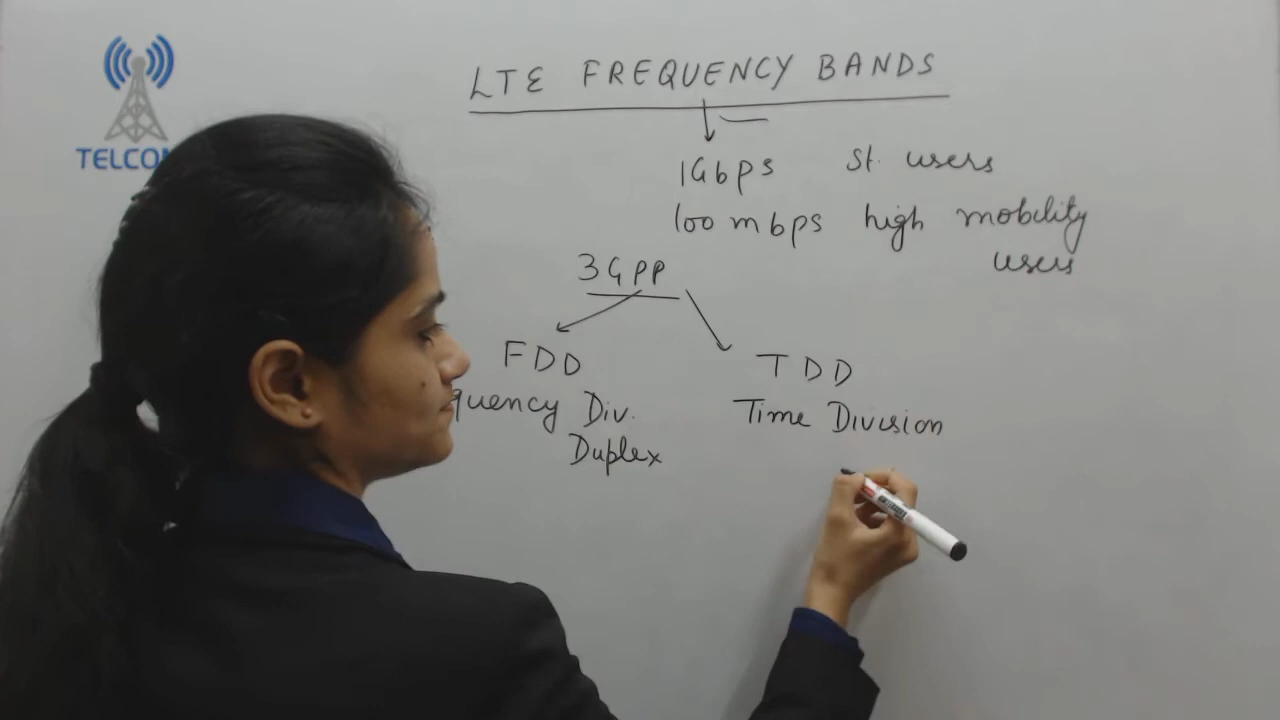 TELCO
LTE FREQUENCY BANDS
1Gbps St. users
100 mbps high mobility
users
3GPP
FDD TDD
quency Div. Time Division
Duplex